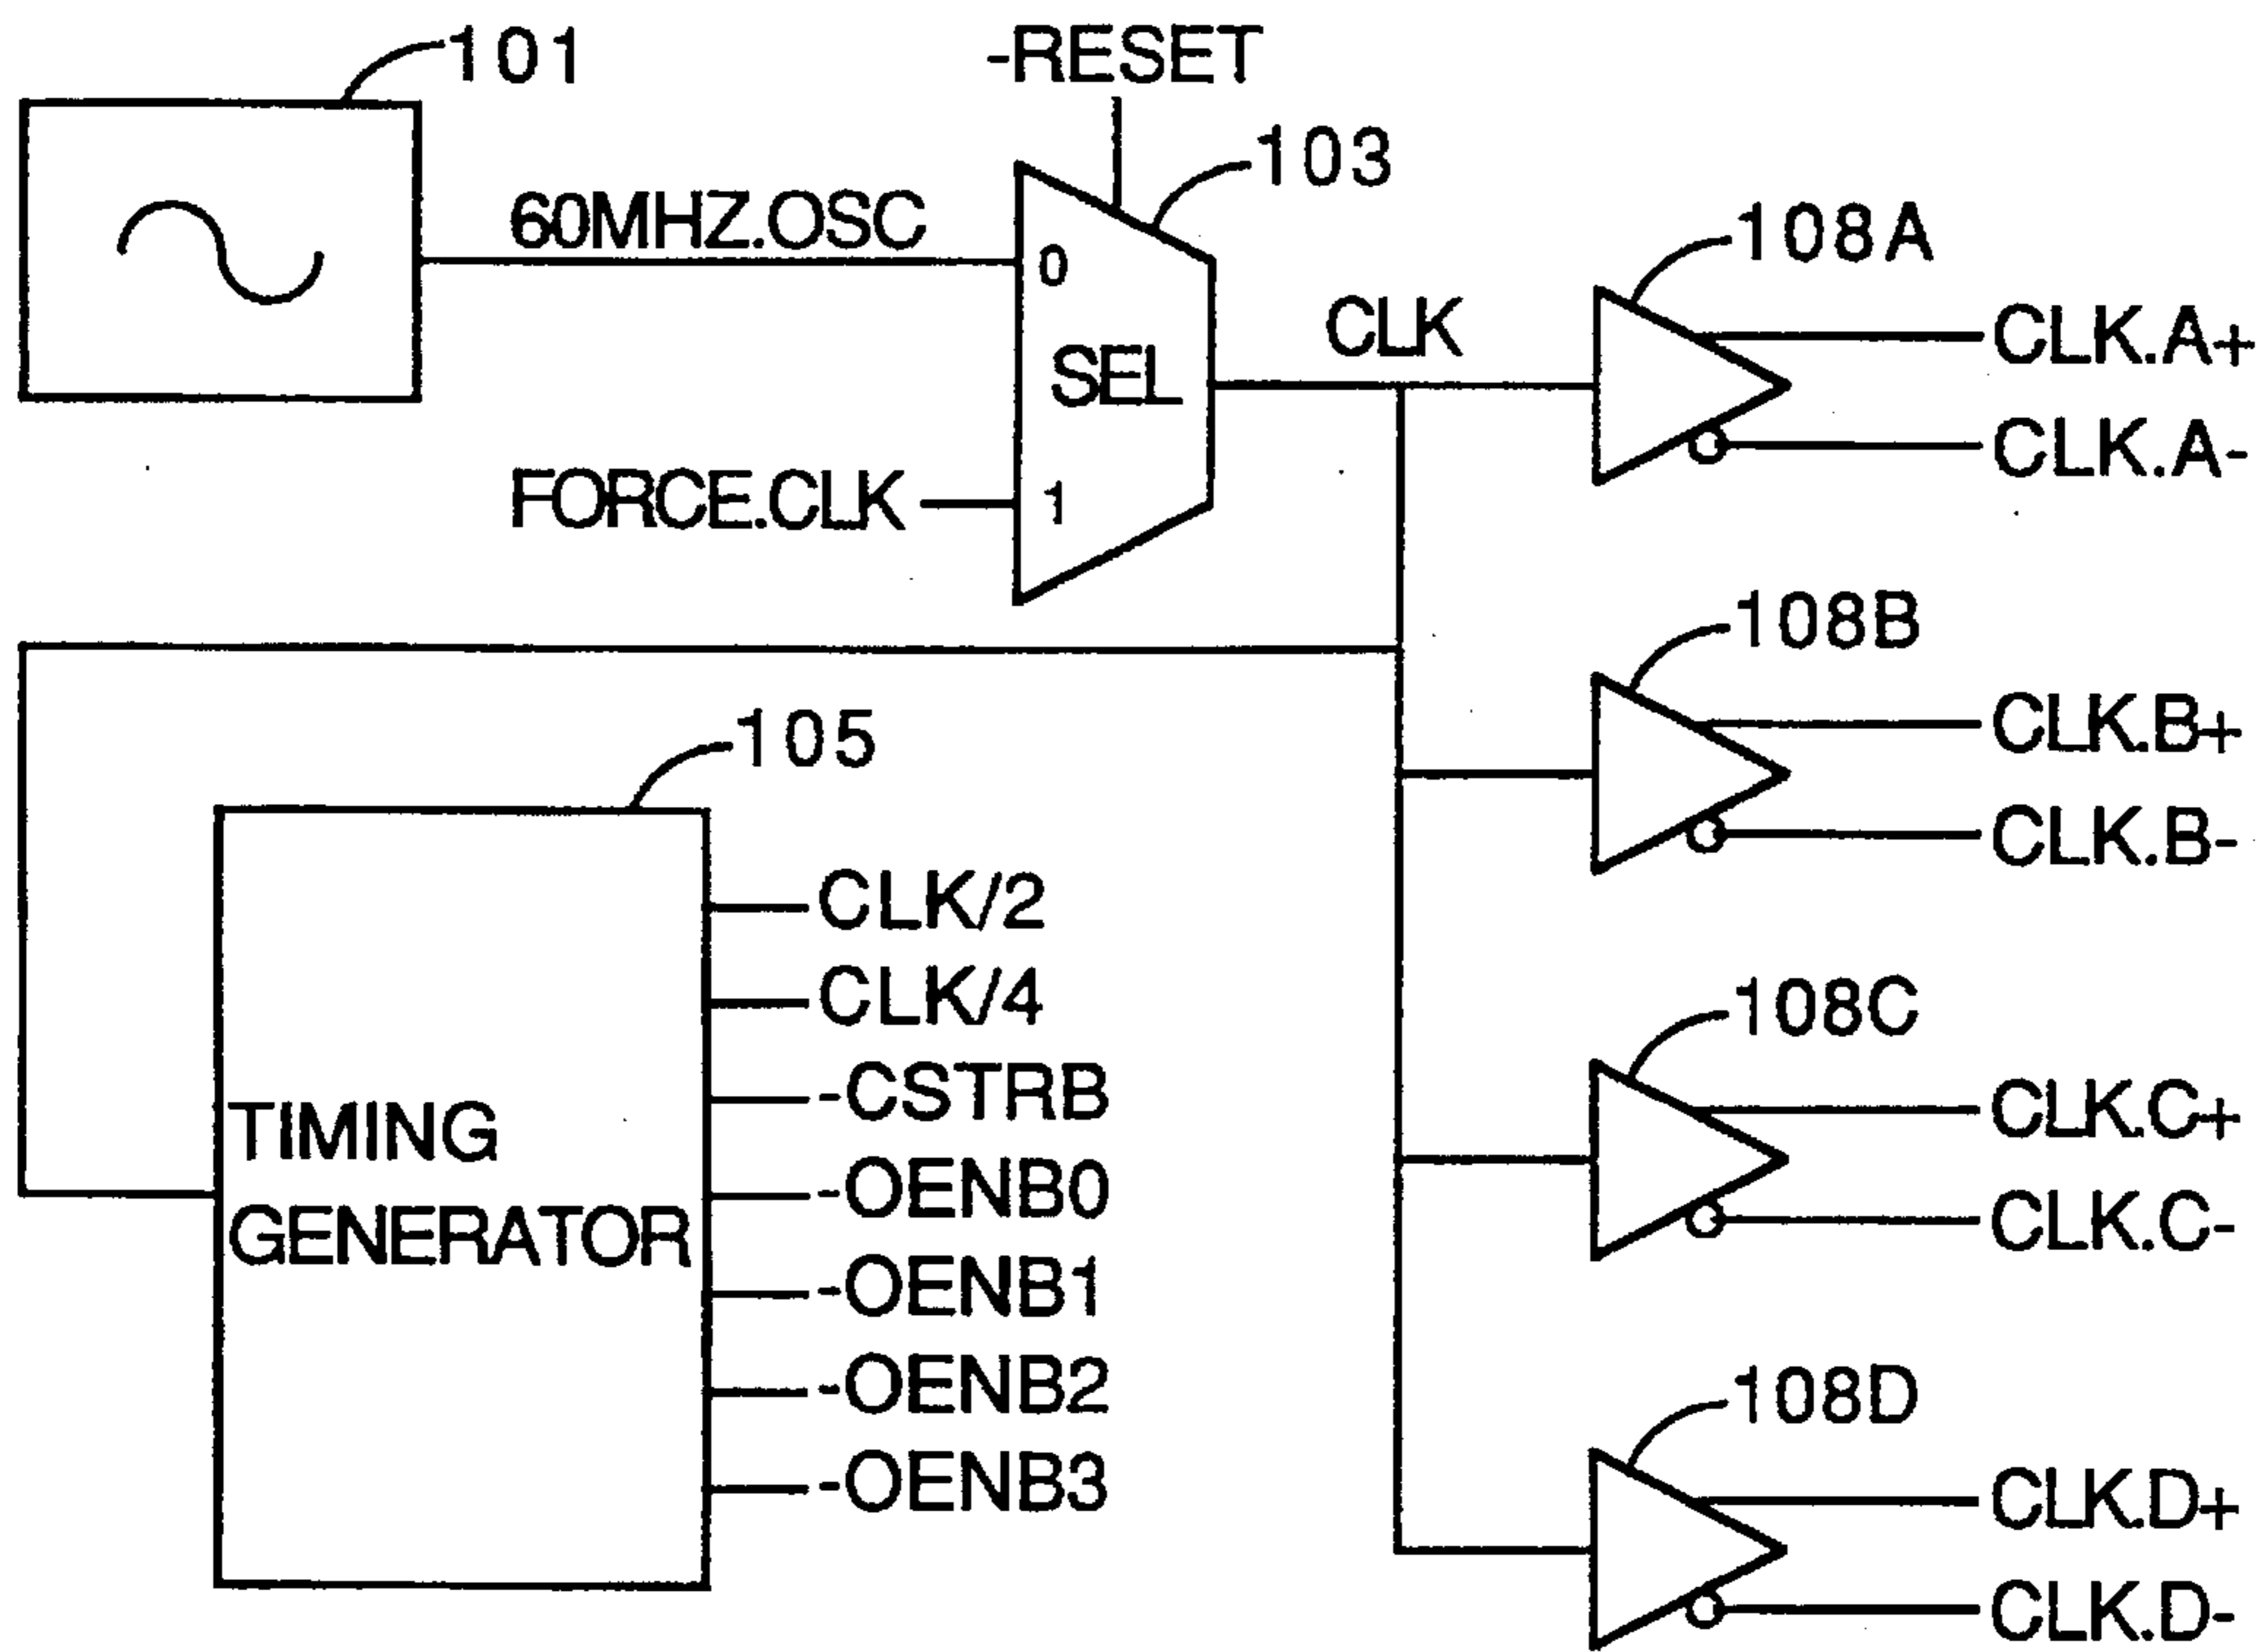 101
-RESET
103
60MHZ.OSC
0
SEL
1
FORCE.CLK
CLK
108A
CLK.A+
CLK.A-
108B
CLK.B+
CLK.B-
105
TIMING
GENERATOR
CLK/2
CLK/4
-CSTRB
-OENB0
-OENB1
-OENB2
-OENB3
108C
CLK.C+
CLK.C-
108D
CLK.D+
CLK.D-